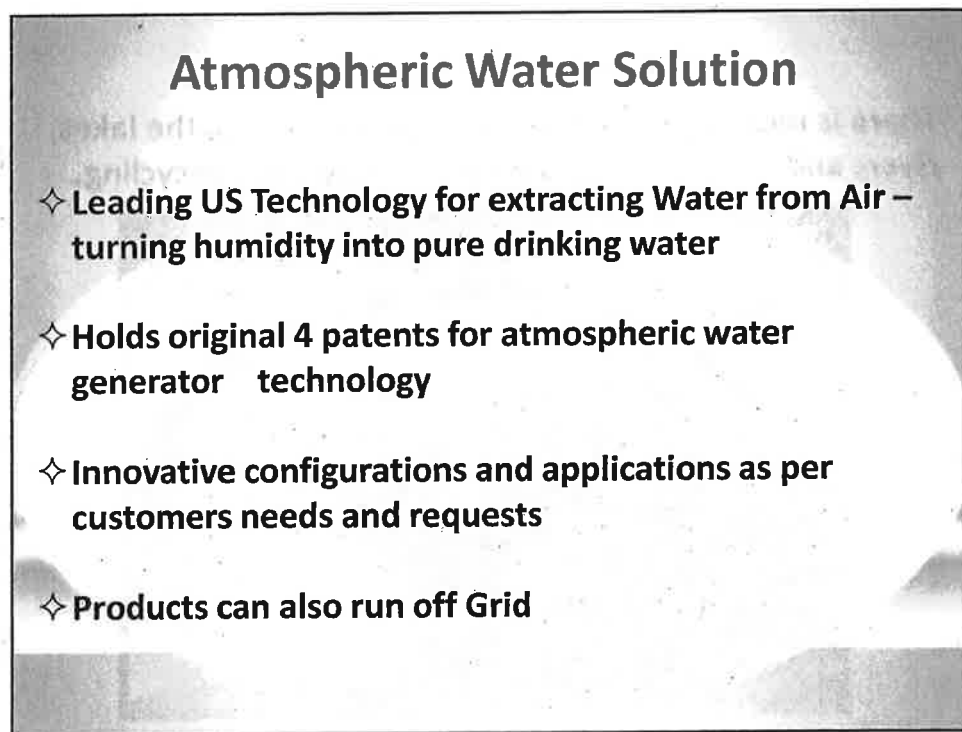 Atmospheric Water Solution
✧ Leading US Technology for extracting Water from Air –
turning humidity into pure drinking water
✧ Holds original 4 patents for atmospheric water
generator technology
✧ Innovative configurations and applications as per
customers needs and requests
✧ Products can also run off Grid